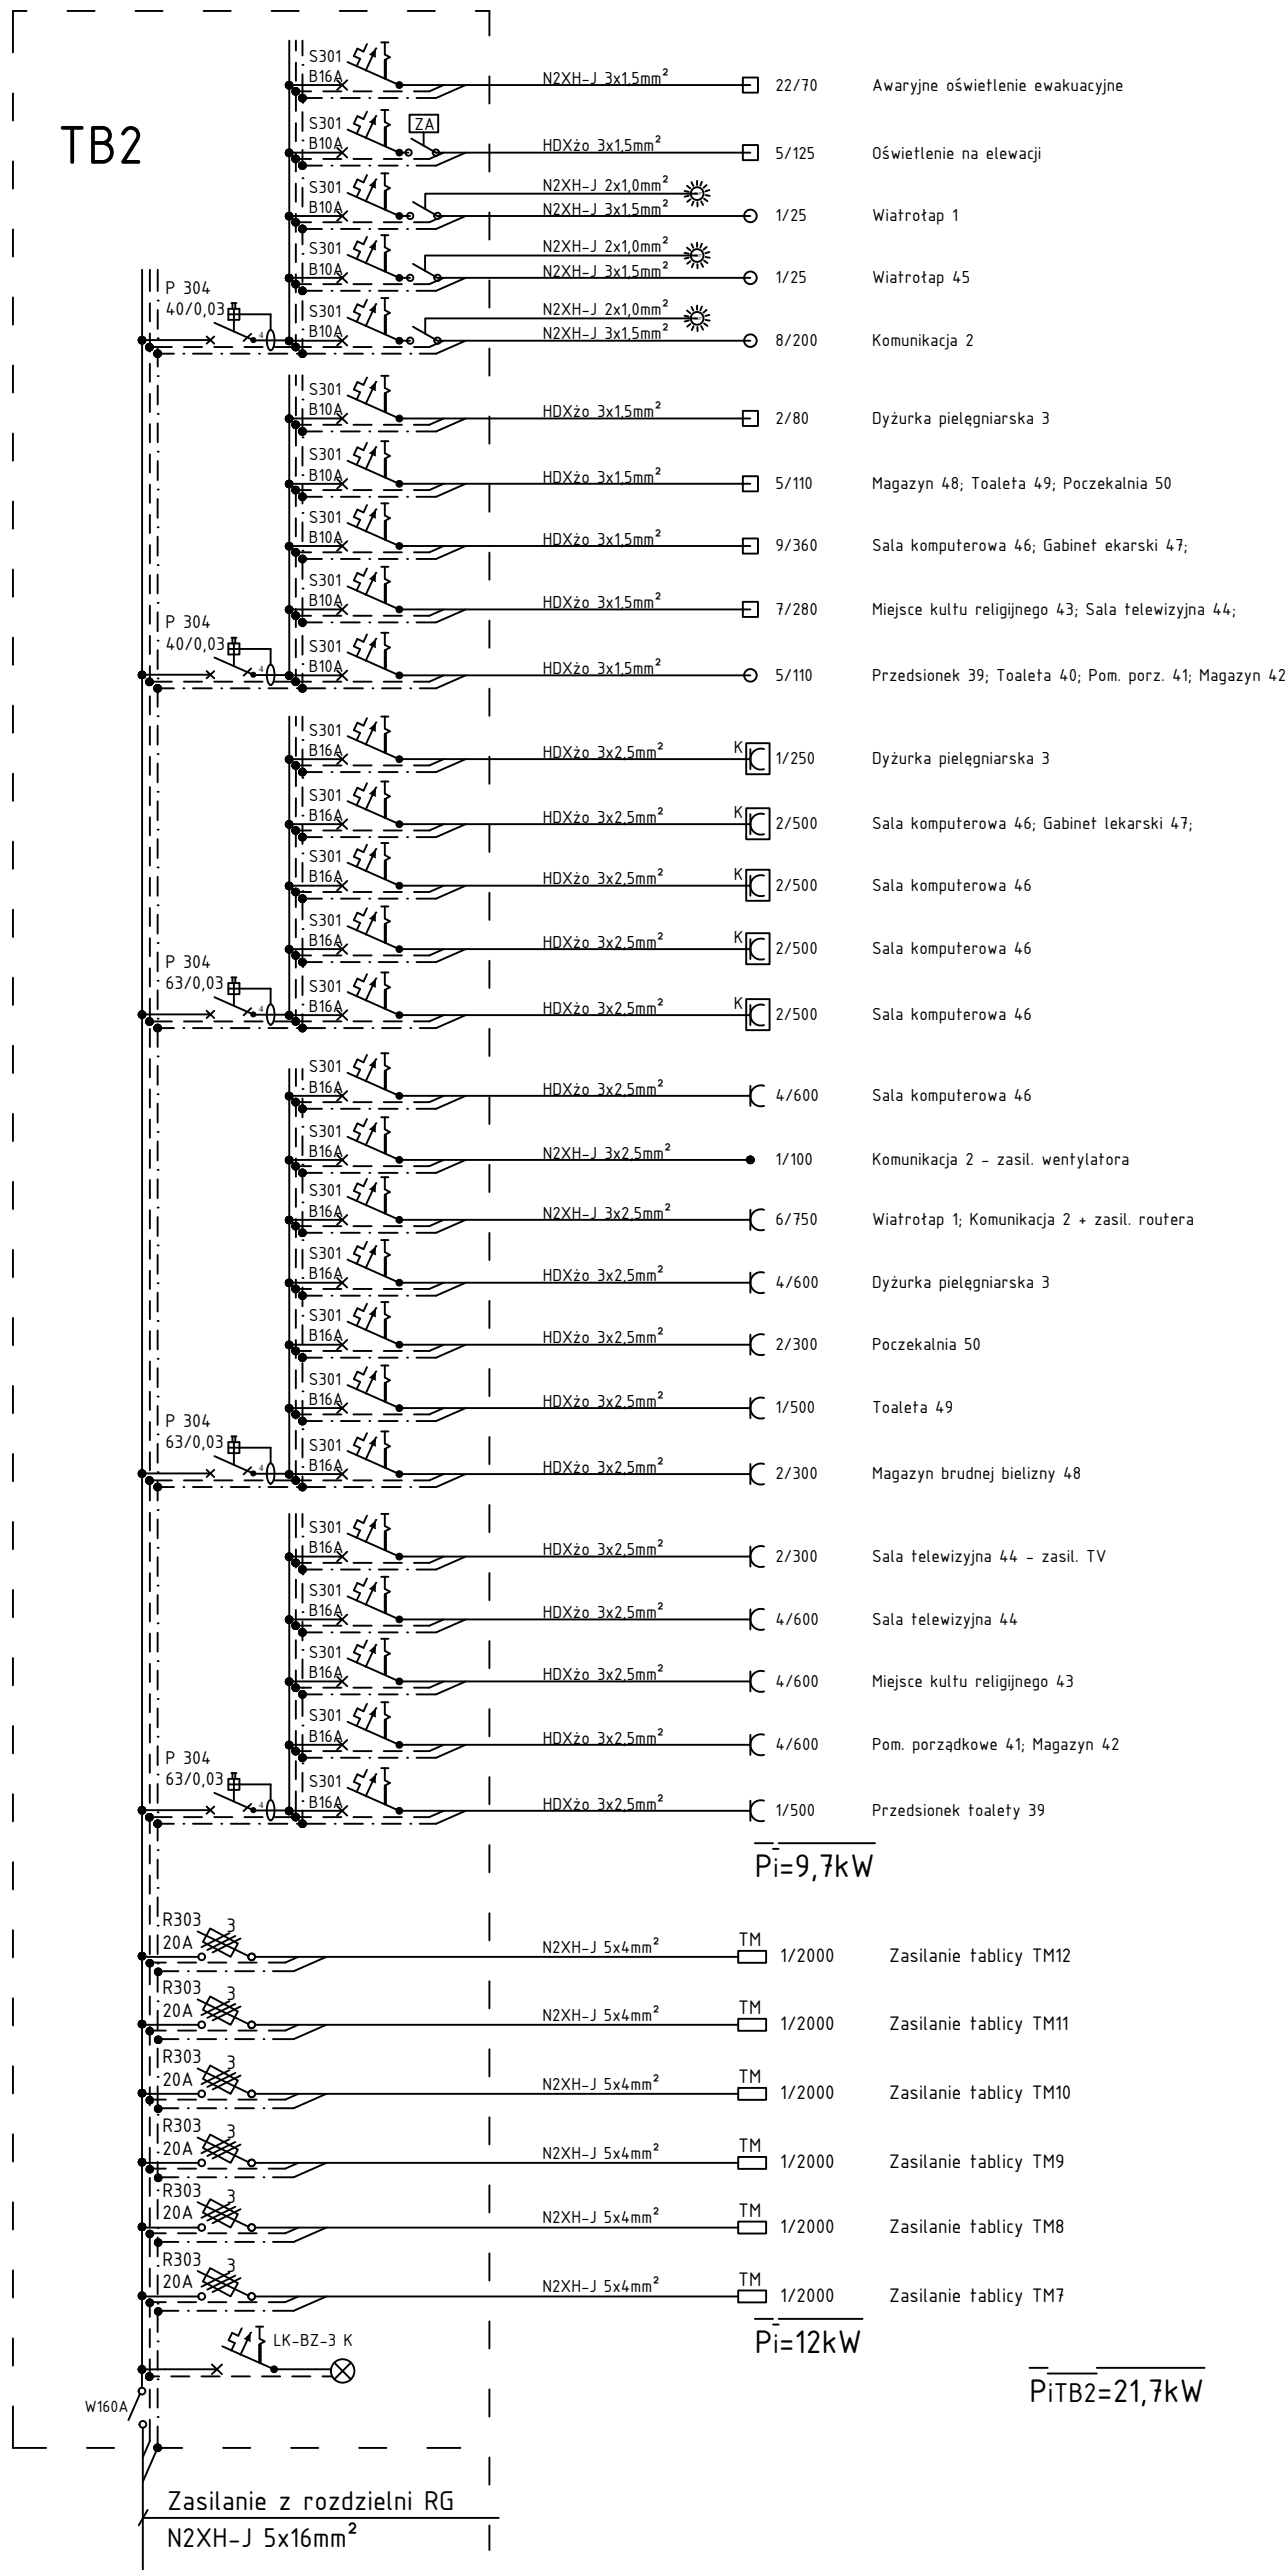 TB2
S301
B16A
N2XH-J 3x1,5mm²
22/70
Awaryjne oświetlenie ewakuacyjne
S301
B10A
ZA
HDXżo 3x1,5mm²
5/125
Oświetlenie na elewacji
S301
B10A
N2XH-J 2x1,0mm²
N2XH-J 3x1,5mm²
1/25
Wiatrołap 1
S301
B10A
N2XH-J 2x1,0mm²
N2XH-J 3x1,5mm²
1/25
Wiatrołap 45
P 304
40/0,03
4
S301
B10A
N2XH-J 2x1,0mm²
N2XH-J 3x1,5mm²
8/200
Komunikacja 2
S301
B10A
HDXżo 3x1,5mm²
2/80
Dyżurka pielęgniarska 3
S301
B10A
HDXżo 3x1,5mm²
5/110
Magazyn 48; Toaleta 49; Poczekalnia 50
S301
B10A
HDXżo 3x1,5mm²
9/360
Sala komputerowa 46; Gabinet ekarski 47;
S301
B10A
HDXżo 3x1,5mm²
7/280
Miejsce kultu religijnego 43; Sala telewizyjna 44;
P 304
40/0,03
4
S301
B10A
HDXżo 3x1,5mm²
5/110
Przedsionek 39; Toaleta 40; Pom. porz. 41; Magazyn 42
S301
B16A
HDXżo 3x2,5mm²
K
1/250
Dyżurka pielęgniarska 3
S301
B16A
HDXżo 3x2,5mm²
K
2/500
Sala komputerowa 46; Gabinet lekarski 47;
S301
B16A
HDXżo 3x2,5mm²
K
2/500
Sala komputerowa 46
S301
B16A
HDXżo 3x2,5mm²
K
2/500
Sala komputerowa 46
P 304
63/0,03
4
S301
B16A
HDXżo 3x2,5mm²
K
2/500
Sala komputerowa 46
S301
B16A
HDXżo 3x2,5mm²
4/600
Sala komputerowa 46
S301
B16A
N2XH-J 3x2,5mm²
1/100
Komunikacja 2 - zasil. wentylatora
S301
B16A
N2XH-J 3x2,5mm²
6/750
Wiatrołap 1; Komunikacja 2 + zasil. routera
S301
B16A
HDXżo 3x2,5mm²
4/600
Dyżurka pielęgniarska 3
S301
B16A
HDXżo 3x2,5mm²
2/300
Poczekalnia 50
S301
B16A
HDXżo 3x2,5mm²
1/500
Toaleta 49
P 304
63/0,03
4
S301
B16A
HDXżo 3x2,5mm²
2/300
Magazyn brudnej bielizny 48
S301
B16A
HDXżo 3x2,5mm²
2/300
Sala telewizyjna 44 - zasil. TV
S301
B16A
HDXżo 3x2,5mm²
4/600
Sala telewizyjna 44
S301
B16A
HDXżo 3x2,5mm²
4/600
Miejsce kultu religijnego 43
S301
B16A
HDXżo 3x2,5mm²
4/600
Pom. porządkowe 41; Magazyn 42
P 304
63/0,03
4
S301
B16A
HDXżo 3x2,5mm²
1/500
Przedsionek toalety 39
Pi=9,7kW
R303
20A
3
N2XH-J 5x4mm²
TM
1/2000
Zasilanie tablicy TM12
R303
20A
3
N2XH-J 5x4mm²
TM
1/2000
Zasilanie tablicy TM11
R303
20A
3
N2XH-J 5x4mm²
TM
1/2000
Zasilanie tablicy TM10
R303
20A
3
N2XH-J 5x4mm²
TM
1/2000
Zasilanie tablicy TM9
R303
20A
3
N2XH-J 5x4mm²
TM
1/2000
Zasilanie tablicy TM8
R303
20A
3
N2XH-J 5x4mm²
TM
1/2000
Zasilanie tablicy TM7
Pi=12kW
LK-BZ-3 K
PiTB2=21,7kW
W160A
Zasilanie z rozdzielni RG
N2XH-J 5x16mm²